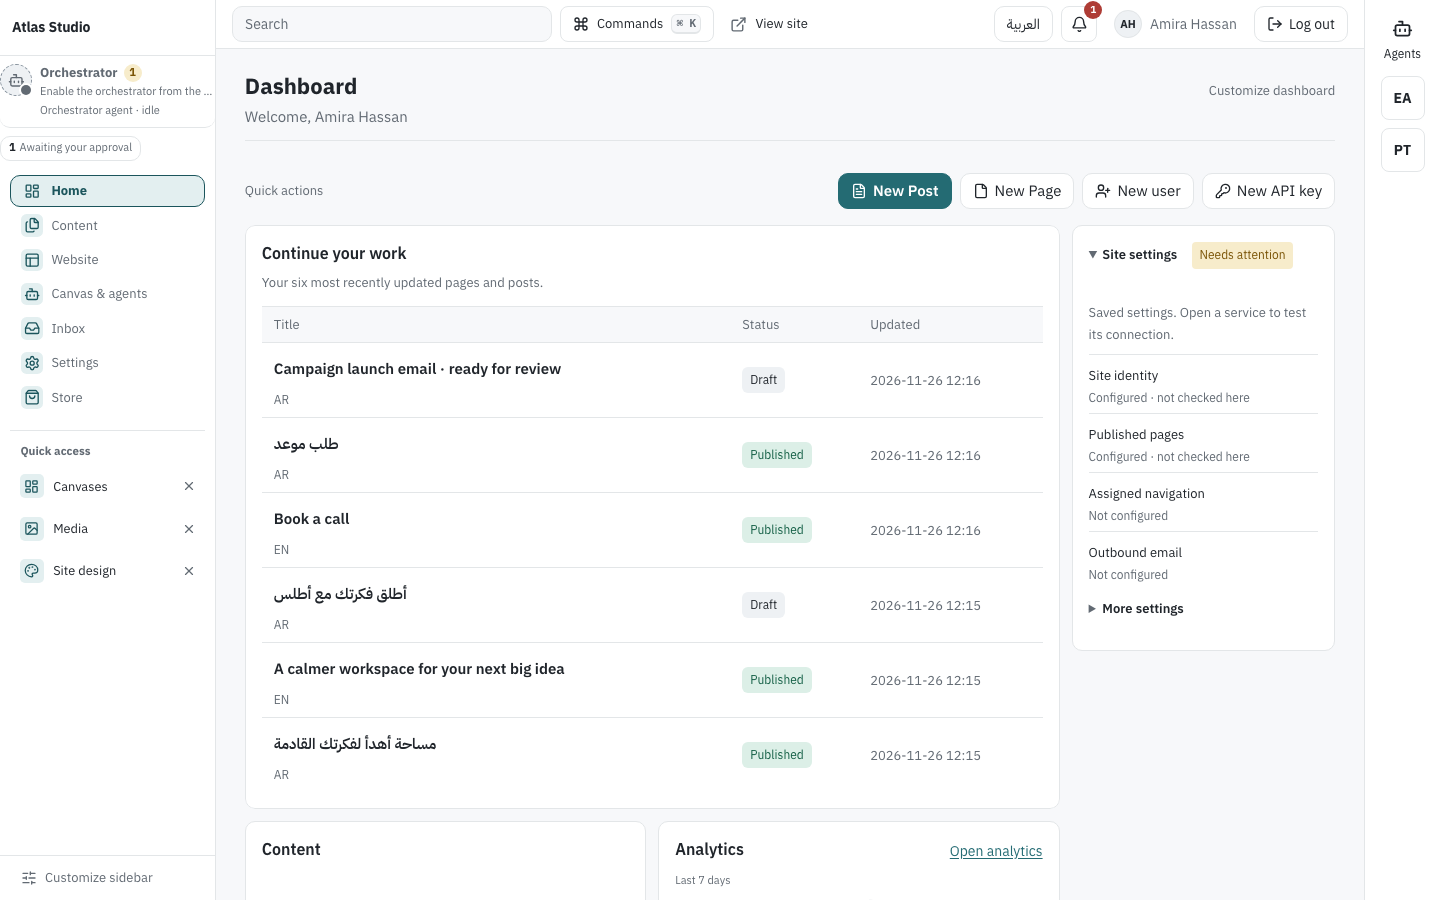 Atlas Studio
Orchestrator 1
Enable the orchestrator from the ...
Orchestrator agent · idle
1 Awaiting your approval
Home
Content
Website
Canvas & agents
Inbox
Settings
Store
Quick access
Canvases
Media
Site design
Customize sidebar
Search
Commands ⌘ K
View site
العربية
1
AH Amira Hassan
Log out
Dashboard
Welcome, Amira Hassan
Customize dashboard
Quick actions
New Post
New Page
New user
New API key
Continue your work
Your six most recently updated pages and posts.
Title Status Updated
Campaign launch email · ready for review
AR
Draft 2026-11-26 12:16
طلب موعد
AR
Published 2026-11-26 12:16
Book a call
EN
Published 2026-11-26 12:16
أطلق فكرتك مع أطلس
AR
Draft 2026-11-26 12:15
A calmer workspace for your next big idea
EN
Published 2026-11-26 12:15
مساحة أهدأ لفكرتك القادمة
AR
Published 2026-11-26 12:15
Site settings Needs attention
Saved settings. Open a service to test
its connection.
Site identity
Configured · not checked here
Published pages
Configured · not checked here
Assigned navigation
Not configured
Outbound email
Not configured
More settings
Content
Analytics
Open analytics
Last 7 days
Agents
EA
PT